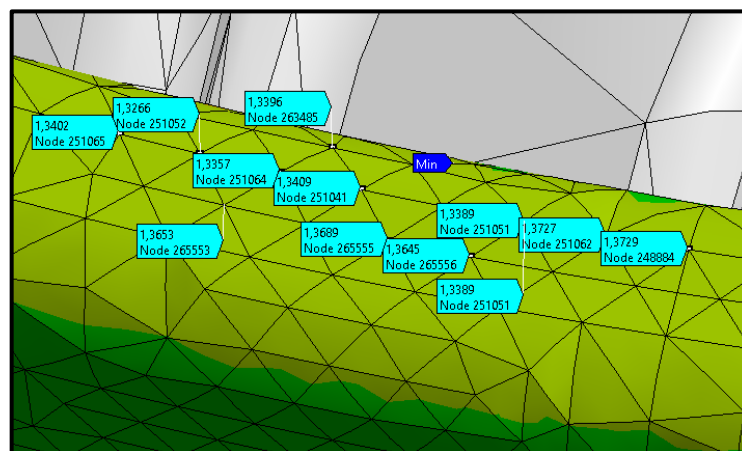 1,3266
Node 251052
1,3396
Node 263485
1,3402
Node 251065
Min
1,3357
Node 251064
1,3409
Node 251041
1,3389
Node 251051
1,3653
Node 265553
1,3689
Node 265555
1,3727
Node 251062
1,3645
Node 265556
1,3729
Node 248884
1,3389
Node 251051